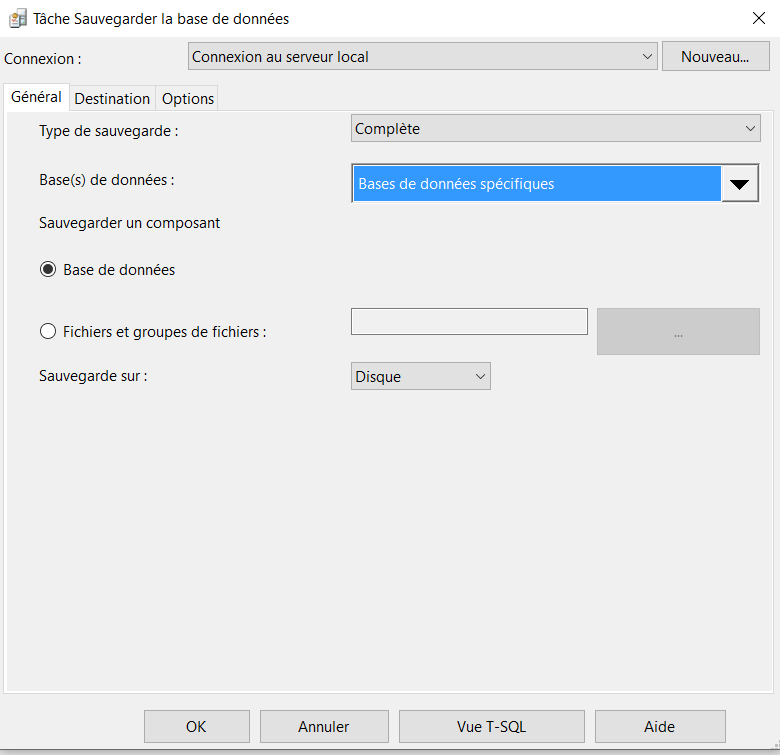 Tâche Sauvegarder la base de données
Connexion :
Connexion au serveur local
Nouveau...
Général
Destination
Options
Type de sauvegarde :
Complète
Base(s) de données :
Bases de données spécifiques
Sauvegarder un composant
Base de données
Fichiers et groupes de fichiers :
...
Sauvegarde sur :
Disque
OK
Annuler
Vue T-SQL
Aide